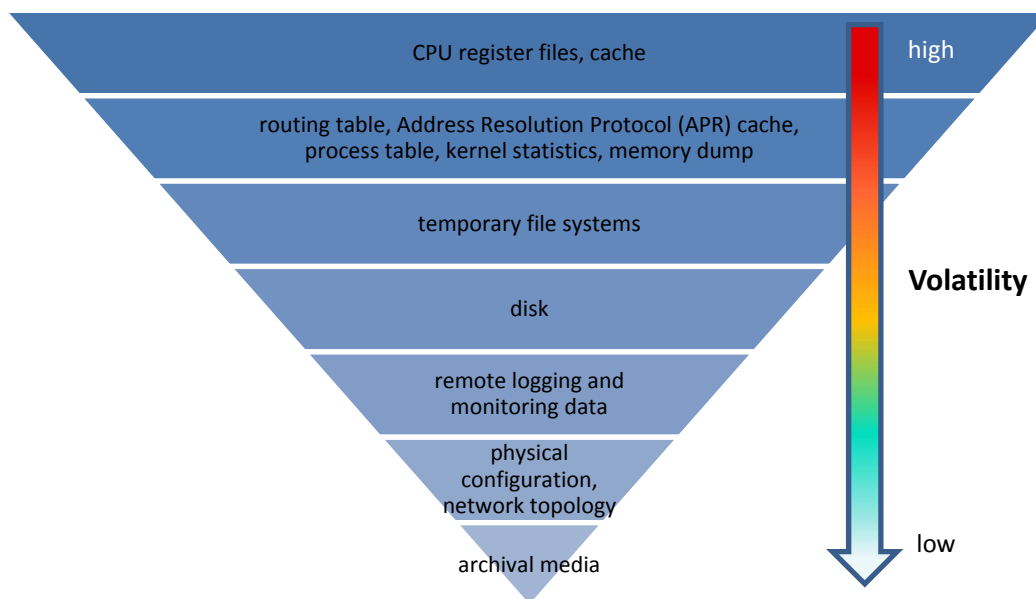 CPU register files, cache
high
routing table, Address Resolution Protocol (APR) cache,
process table, kernel statistics, memory dump
temporary file systems
Volatility
disk
remote logging and
monitoring data
physical
configuration,
network topology
low
archival media